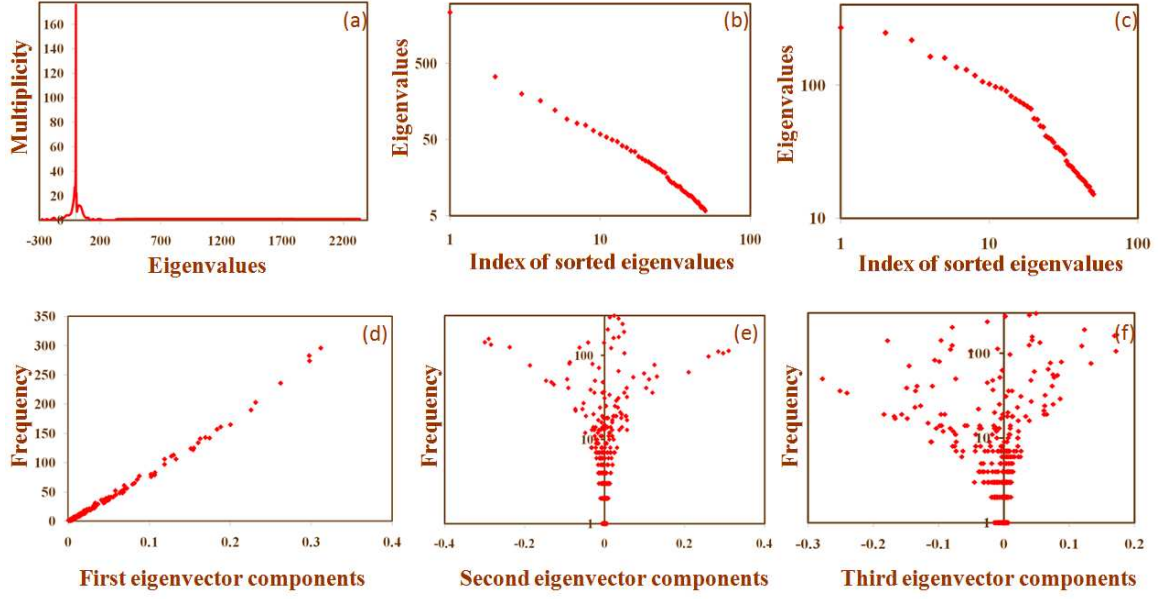 (a)
Multiplicity
160
140
120
100
80
60
40
20
0
-300 200 700 1200 1700 2200
Eigenvalues
(b)
Eigenvalues
500
50
5
1 10 100
Index of sorted eigenvalues
(c)
Eigenvalues
100
10
1 10 100
Index of sorted eigenvalues
(d)
Frequency
350
300
250
200
150
100
50
0
0 0.1 0.2 0.3 0.4
First eigenvector components
(e)
Frequency
100
10
1
-0.4 -0.2 0 0.2 0.4
Second eigenvector components
(f)
Frequency
100
10
1
-0.3 -0.2 -0.1 0 0.1 0.2
Third eigenvector components